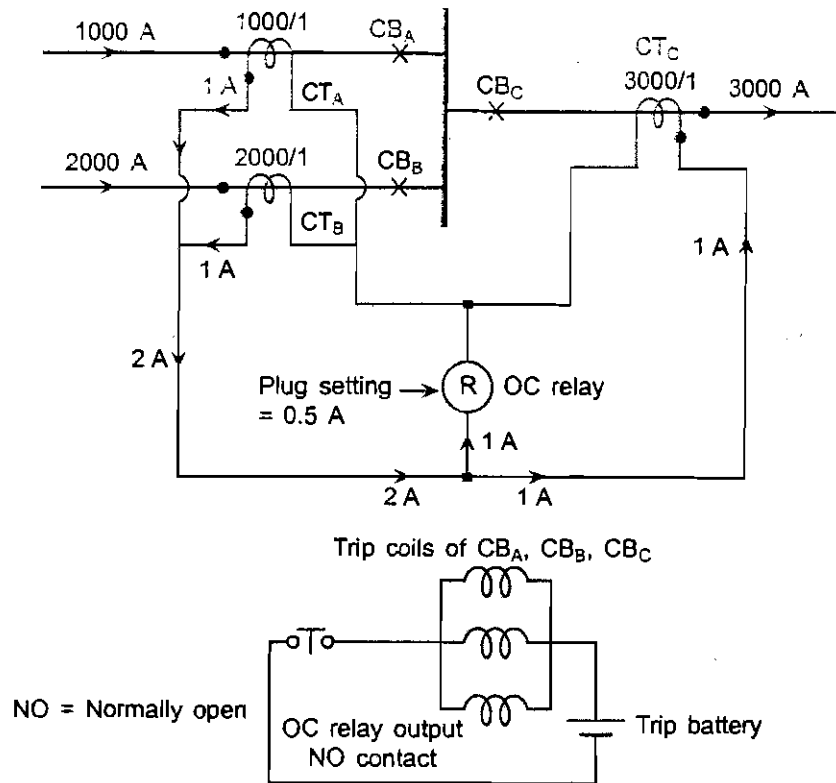 1000 A
1000/1
CB_A
CT_C
1 A
CT_A
CB_C
3000/1
3000 A
2000 A
2000/1
CB_B
CT_B
1 A
1 A
2 A
Plug setting
= 0.5 A
R
OC relay
1 A
2 A
1 A
Trip coils of CB_A, CB_B, CB_C
NO = Normally open
OC relay output
NO contact
Trip battery